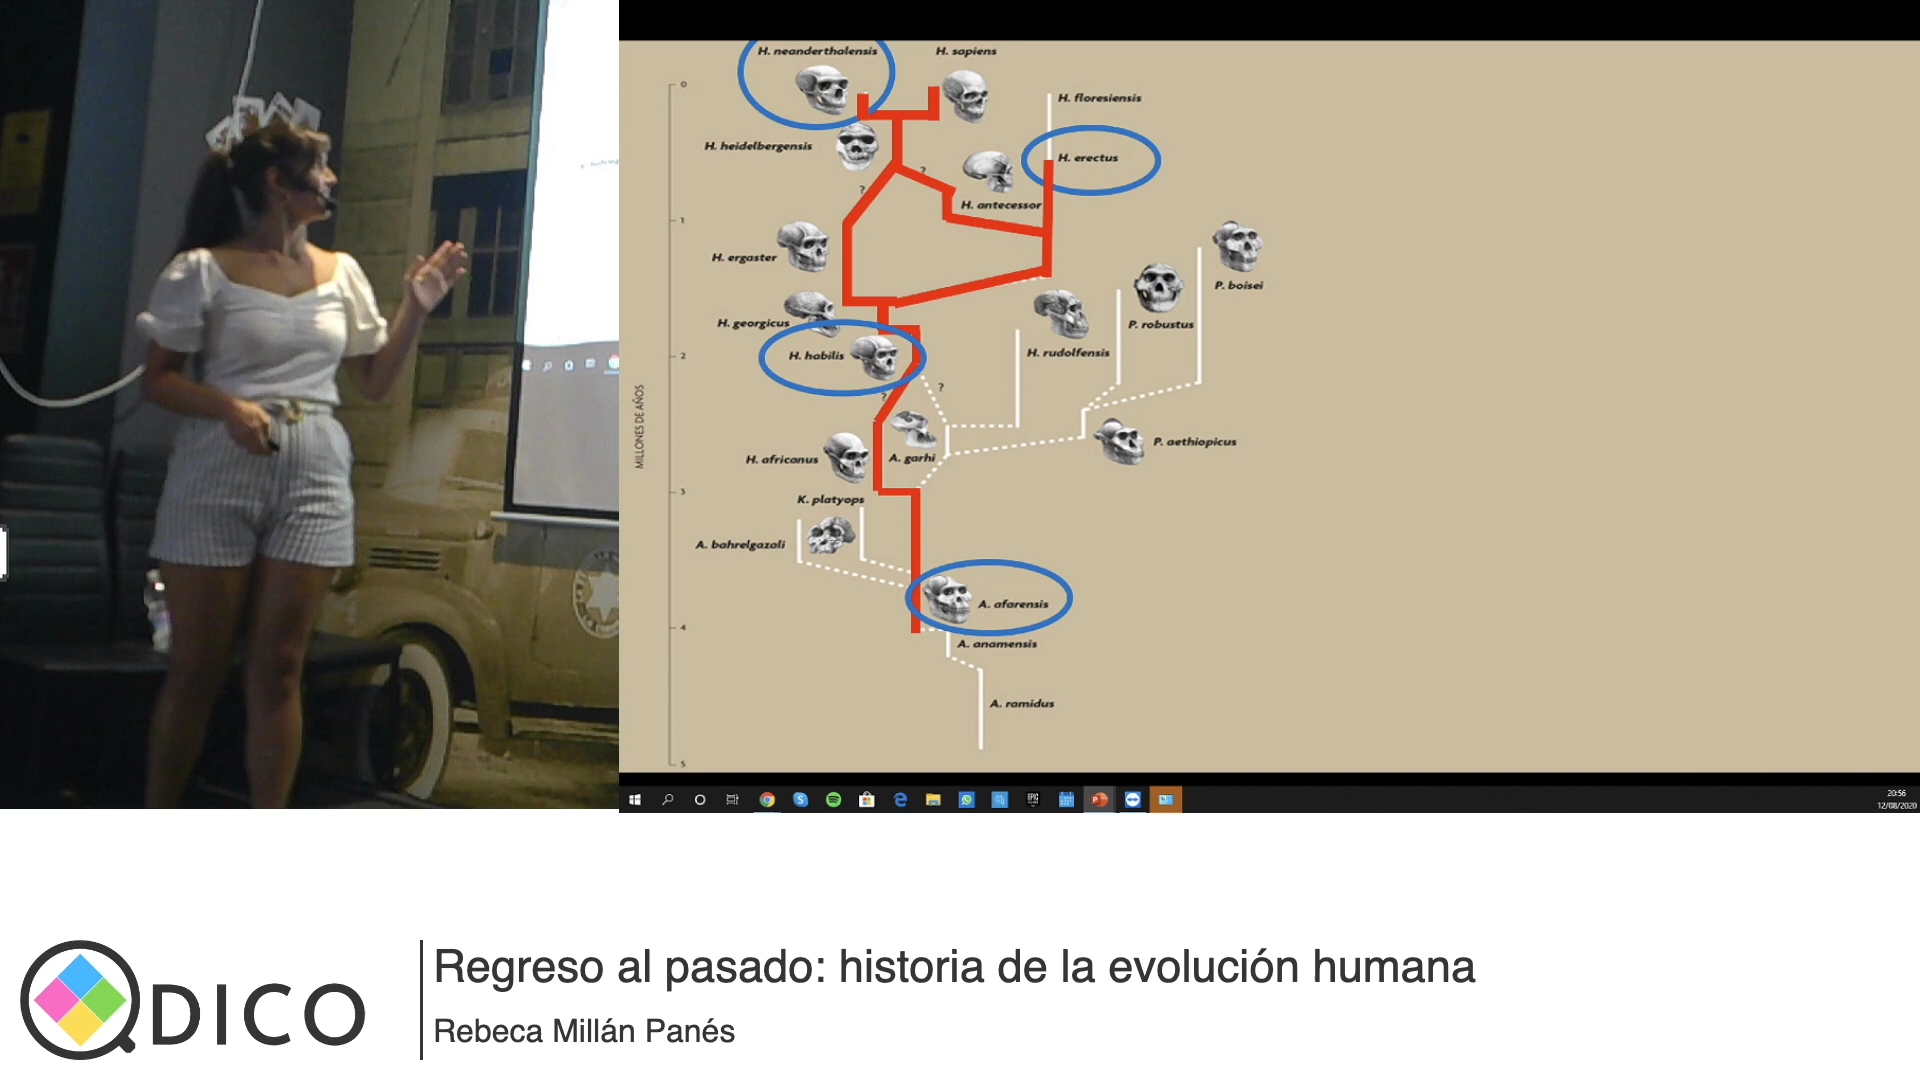 H. neanderthalensis
H. sapiens
0
H. floresiensis
H. heidelbergensis
H. erectus
?
?
H. antecessor
1
H. ergaster
P. boisei
H. georgicus
P. robustus
H. habilis
H. rudolfensis
2
?
?
MILLONES DE AÑOS
P. aethiopicus
H. africanus
A. garhi
3
K. platyops
A. bahrelgazali
A. afarensis
4
A. anamensis
A. ramidus
5
20:56
12/08/2020
QDICO
Regreso al pasado: historia de la evolución humana
Rebeca Millán Panés